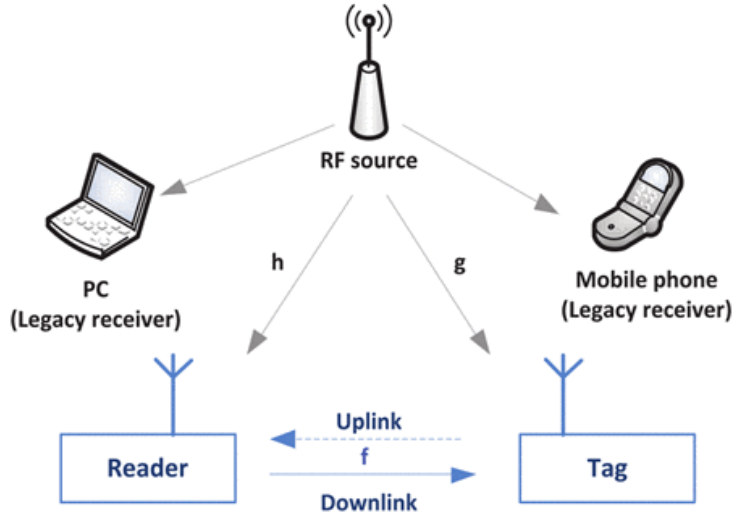 RF source
PC
(Legacy receiver)
h
g
Mobile phone
(Legacy receiver)
Reader
Uplink
f
Downlink
Tag